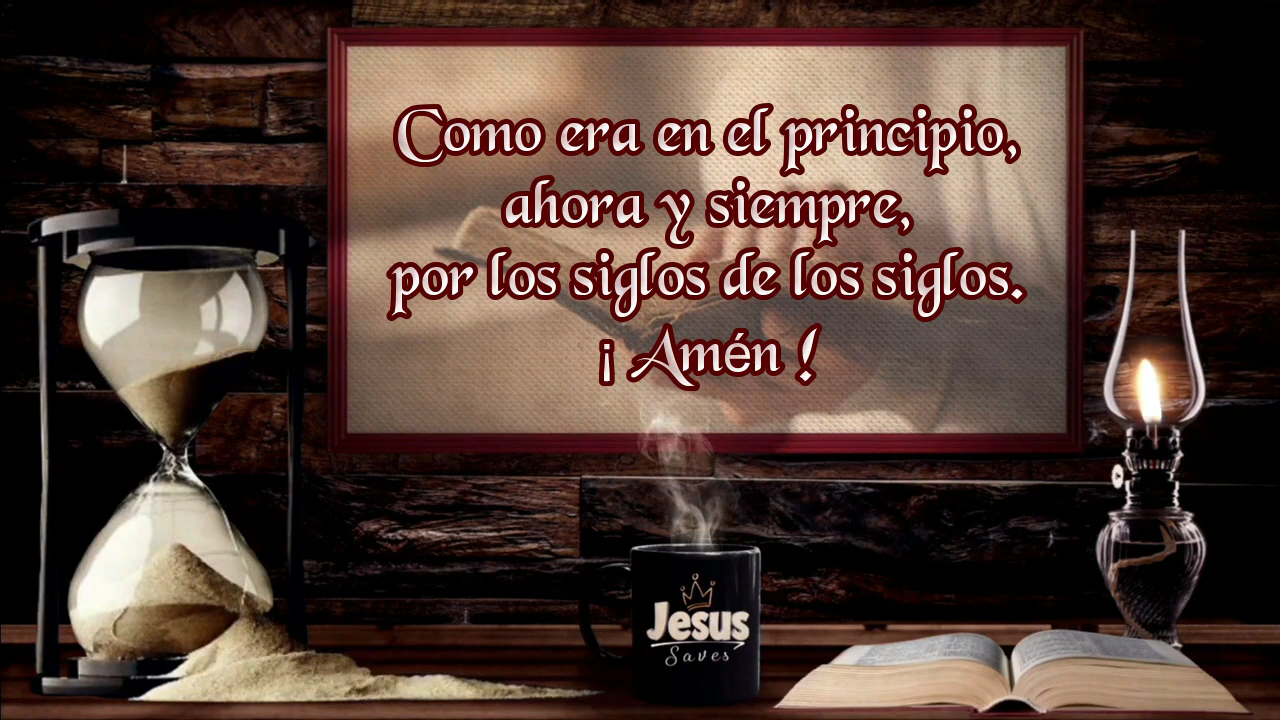 Como era en el principio,
ahora y siempre,
por los siglos de los siglos.
¡ Amén !
Jesus
Saves